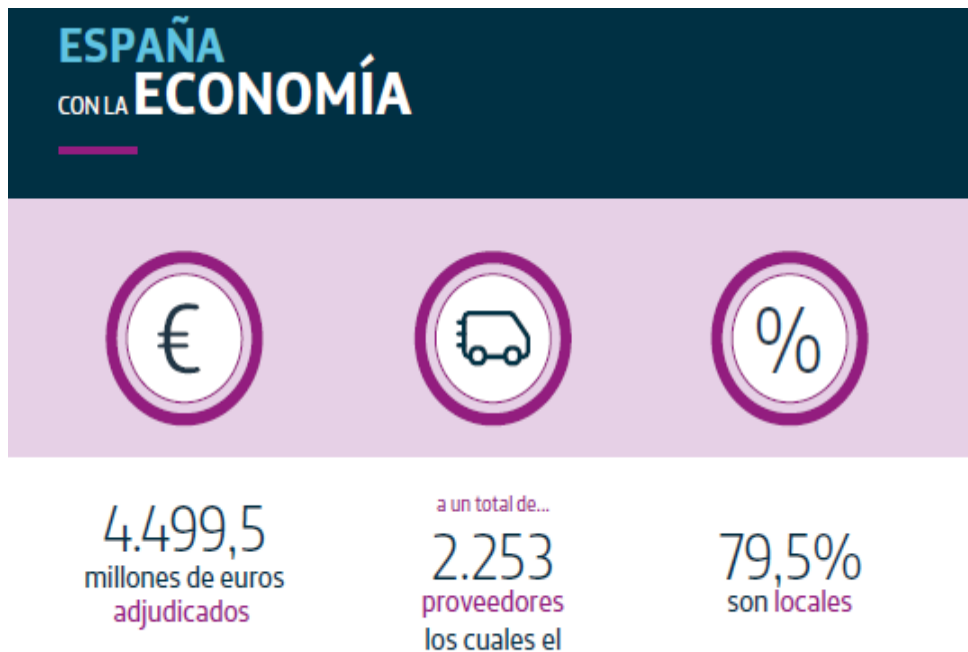 ESPAÑA
CON LA ECONOMÍA
€
%
4.499,5
millones de euros
adjudicados
a un total de...
2.253
proveedores
los cuales el
79,5%
son locales